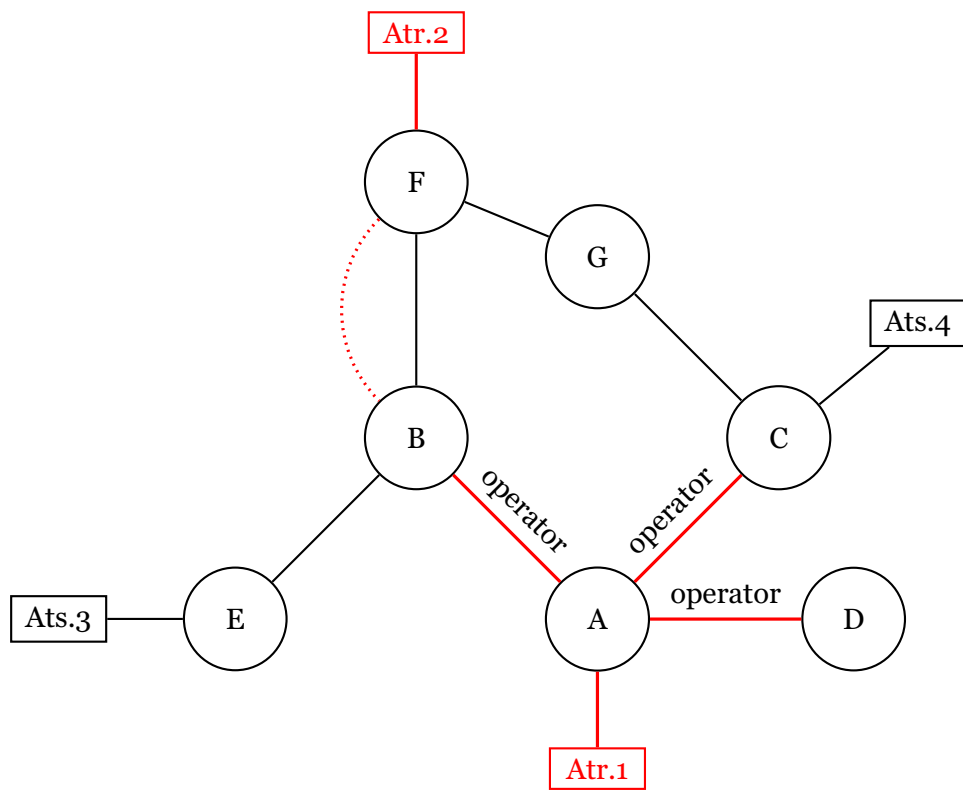 Atr.2
F
G
Ats.4
B
C
operator
operator
operator
Ats.3
E
A
D
Atr.1